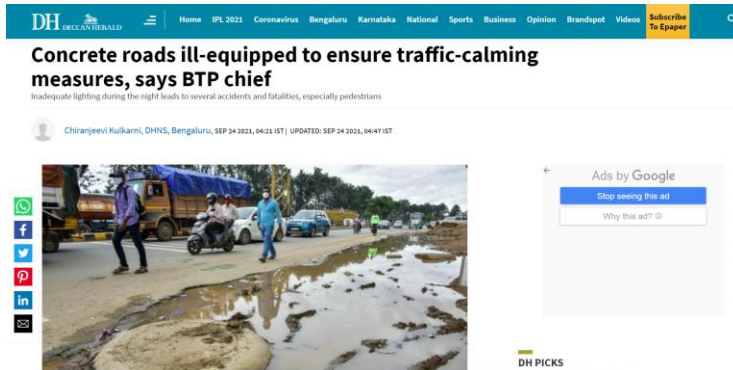 DH DECCAN HERALD
Home IPL 2021 Coronavirus Bengaluru Karnataka National Sports Business Opinion Brandspot Videos Subscribe To Epaper
Concrete roads ill-equipped to ensure traffic-calming
measures, says BTP chief
Inadequate lighting during the night leads to several accidents and fatalities, especially pedestrians
Chiranjeevi Kulkarni, DHNS, Bengaluru, SEP 24 2021, 04:21 IST | UPDATED: SEP 24 2021, 04:47 IST
Ads by Google
Stop seeing this ad
Why this ad?
DH PICKS